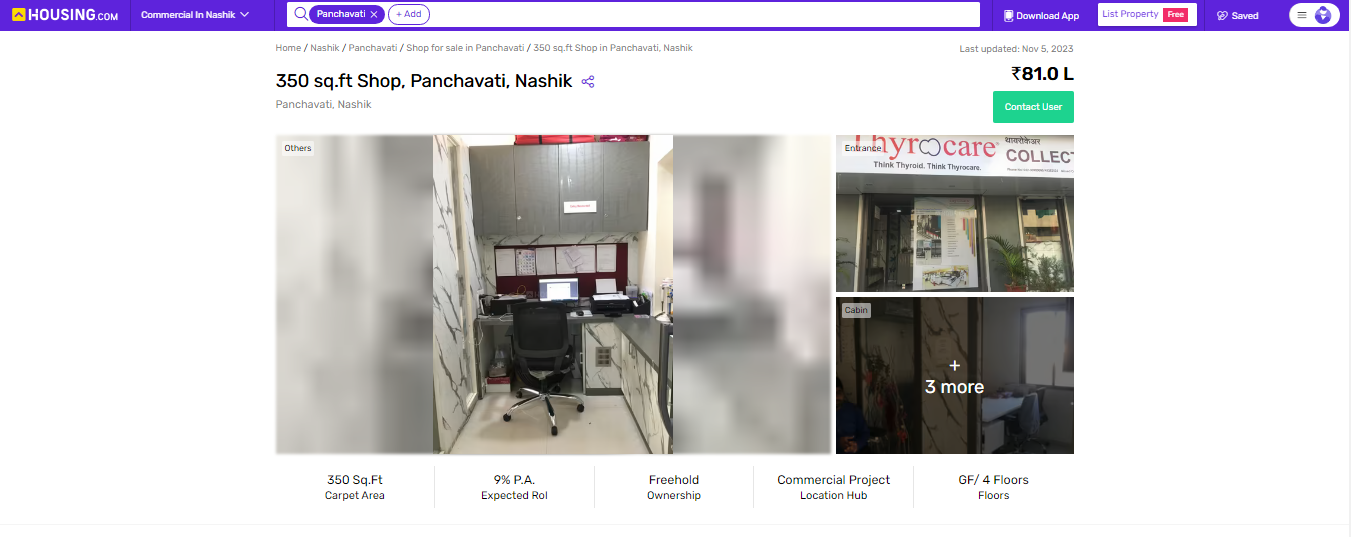 HOUSING.COM
Commercial In Nashik
Panchavati
+ Add
Download App
List Property Free
Saved
Home / Nashik / Panchavati / Shop for sale in Panchavati / 350 sq.ft Shop in Panchavati, Nashik
Last updated: Nov 5, 2023
350 sq.ft Shop, Panchavati, Nashik
₹81.0 L
Panchavati, Nashik
Contact User
Others
Entrance
Thyrocare®
थायरोकेअर
COLLECT
Think Thyroid. Think Thyrocare.
Cabin
+
3 more
350 Sq.Ft
Carpet Area
9% P.A.
Expected RoI
Freehold
Ownership
Commercial Project
Location Hub
GF/ 4 Floors
Floors